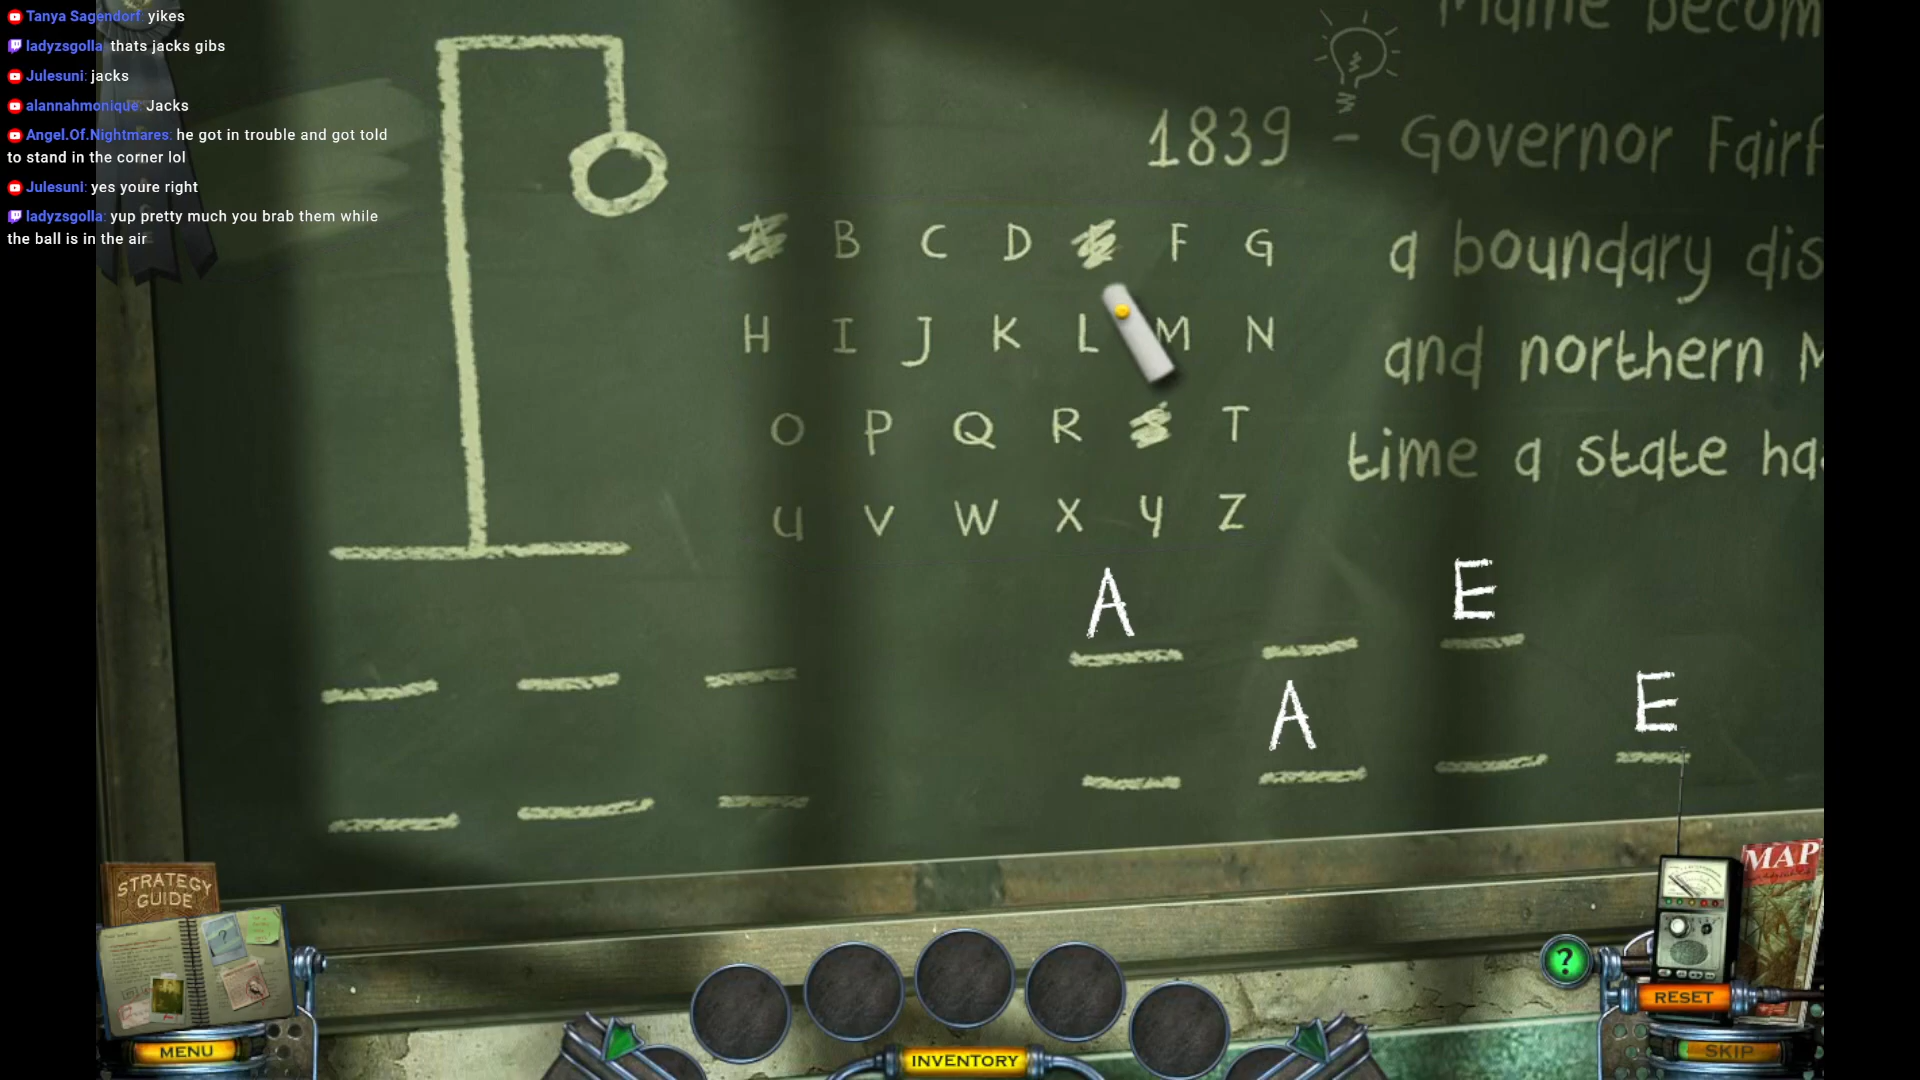 Tanya Sagendorf: yikes
ladyzsgolla: thats jacks gibs
Julesuni: jacks
alannahmonique: Jacks
Angel.Of.Nightmares: he got in trouble and got told
to stand in the corner lol
Julesuni: yes youre right
ladyzsgolla: yup pretty much you brab them while
the ball is in the air
Maine becom
1839 - Governor Fairf
a boundary dis
and northern M
time a state ha
A B C D E F G
H I J K L M N
O P Q R S T
U V W X Y Z
A E
A E
STRATEGY
GUIDE
MENU
INVENTORY
?
RESET
SKIP
MAP